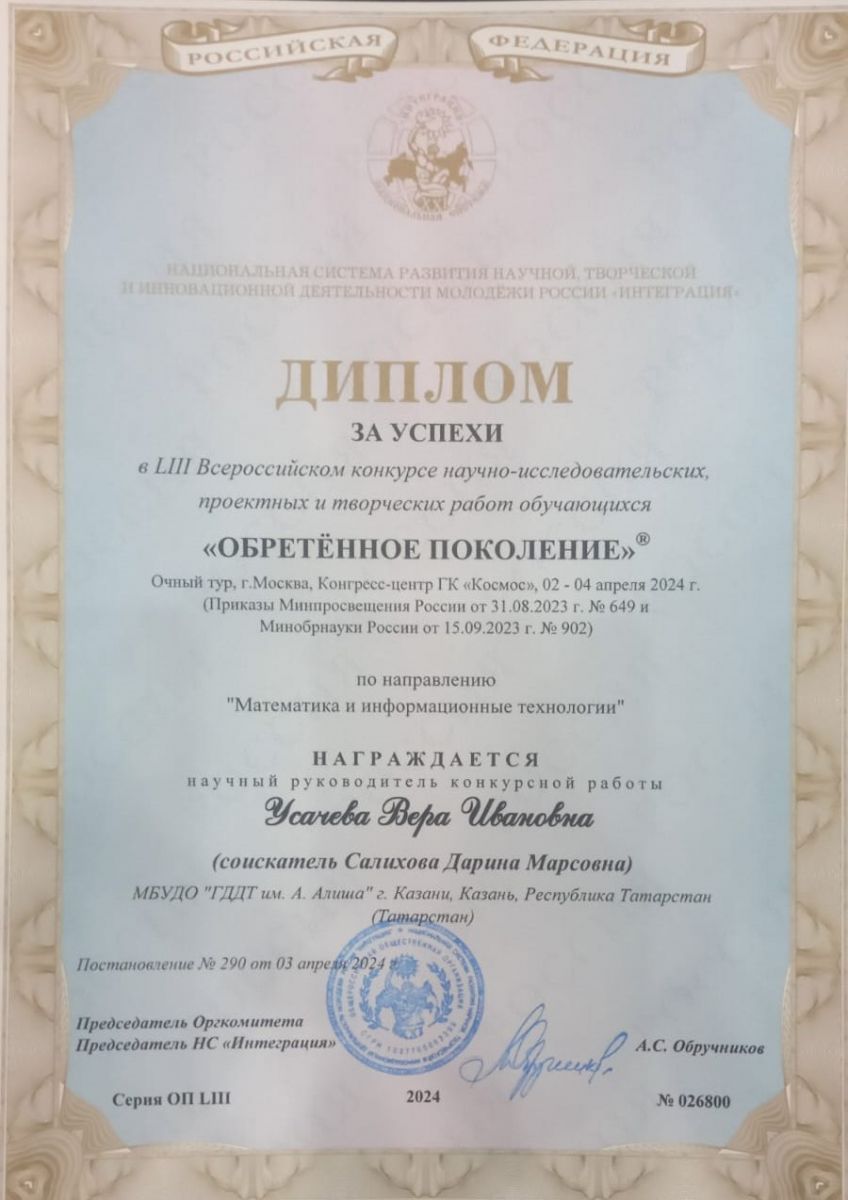 РОССИЙСКАЯ ФЕДЕРАЦИЯ
ИНТЕГРАЦИЯ
XXI
НАЦИОНАЛЬНАЯ СИСТЕМА РАЗВИТИЯ НАУЧНОЙ, ТВОРЧЕСКОЙ
И ИННОВАЦИОННОЙ ДЕЯТЕЛЬНОСТИ МОЛОДЁЖИ РОССИИ «ИНТЕГРАЦИЯ»
ДИПЛОМ
ЗА УСПЕХИ
в LIII Всероссийском конкурсе научно-исследовательских,
проектных и творческих работ обучающихся
«ОБРЕТЁННОЕ ПОКОЛЕНИЕ»®
Очный тур, г.Москва, Конгресс-центр ГК «Космос», 02 - 04 апреля 2024 г.
(Приказы Минпросвещения России от 31.08.2023 г. № 649 и
Минобрнауки России от 15.09.2023 г. № 902)
по направлению
"Математика и информационные технологии"
НАГРАЖДАЕТСЯ
научный руководитель конкурсной работы
Усачева Вера Ивановна
(соискатель Салихова Дарина Марсовна)
МБУДО "ГДДТ им. А. Алиша" г. Казани, Казань, Республика Татарстан
(Татарстан)
Постановление № 290 от 03 апреля 2024 г.
ОБЩЕРОССИЙСКАЯ ОБЩЕСТВЕННАЯ ОРГАНИЗАЦИЯ
Председатель Оргкомитета
Председатель НС «Интеграция»
А.С. Обручников
Серия ОП LIII
2024
№ 026800